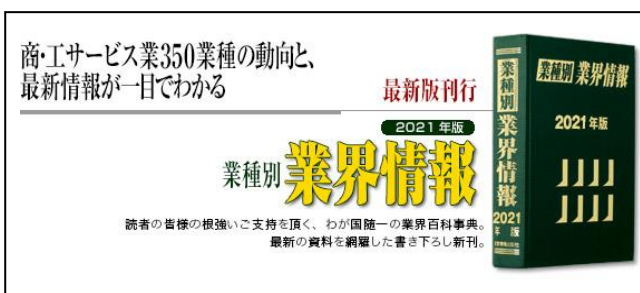 商・工サービス業350業種の動向と、
最新情報が一目でわかる
最新版刊行
2021年版
業種別 業界情報
読者の皆様の根強いご支持を頂く、わが国随一の業界百科事典。
最新の資料を網羅した書き下ろし新刊。
業種別 業界情報
2021年版
業種別 業界情報
2021
年版